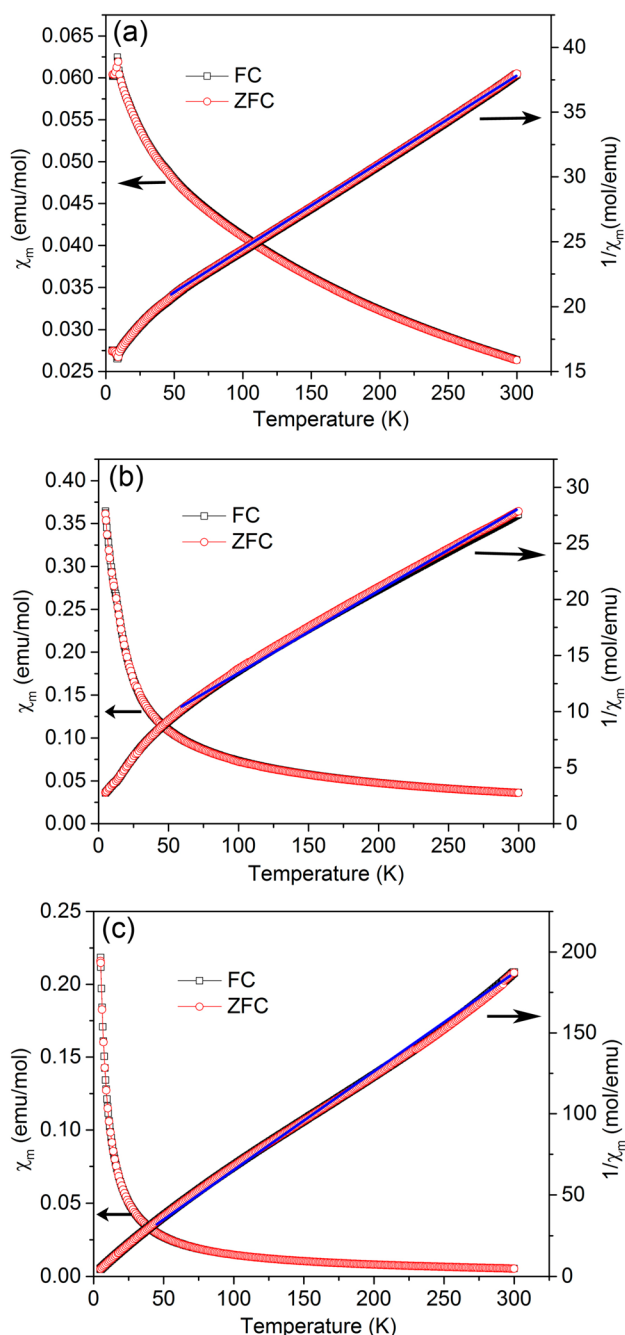 (a)
FC
ZFC
χm (emu/mol)
0.065
0.060
0.055
0.050
0.045
0.040
0.035
0.030
0.025
1/χm(mol/emu)
40
35
30
25
20
15
0 50 100 150 200 250 300
Temperature (K)
(b)
FC
ZFC
χm (emu/mol)
0.40
0.35
0.30
0.25
0.20
0.15
0.10
0.05
0.00
1/χm(mol/emu)
30
25
20
15
10
5
0
0 50 100 150 200 250 300
Temperature (K)
(c)
FC
ZFC
χm (emu/mol)
0.25
0.20
0.15
0.10
0.05
0.00
1/χm (mol/emu)
200
150
100
50
0
0 50 100 150 200 250 300
Temperature (K)